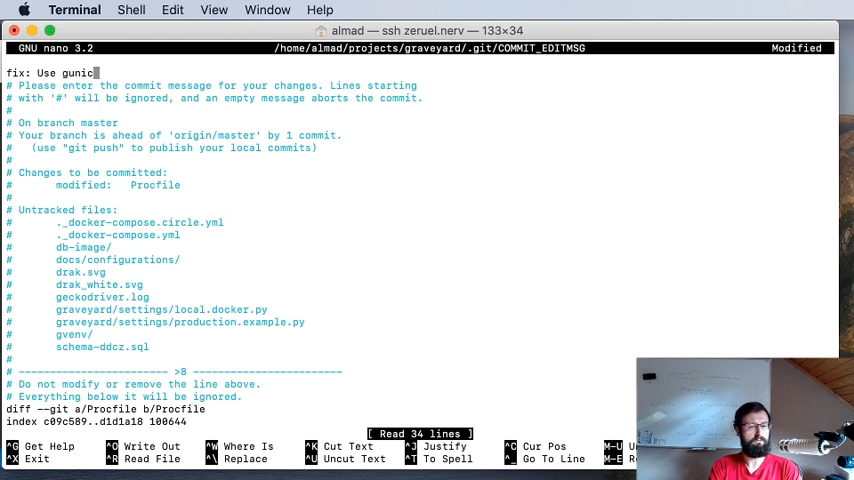 Terminal Shell Edit View Window Help
almad — ssh zeruel.nerv — 133×34
GNU nano 3.2 /home/almad/projects/graveyard/.git/COMMIT_EDITMSG Modified
fix: Use gunic
# Please enter the commit message for your changes. Lines starting
# with '#' will be ignored, and an empty message aborts the commit.
#
# On branch master
# Your branch is ahead of 'origin/master' by 1 commit.
#   (use "git push" to publish your local commits)
#
# Changes to be committed:
#       modified:   Procfile
#
# Untracked files:
#       ._docker-compose.circle.yml
#       ._docker-compose.yml
#       db-image/
#       docs/configurations/
#       drak.svg
#       drak_white.svg
#       geckodriver.log
#       graveyard/settings/local.docker.py
#       graveyard/settings/production.example.py
#       gvenv/
#       schema-ddcz.sql
#
# ------------------------ >8 ------------------------
# Do not modify or remove the line above.
# Everything below it will be ignored.
diff --git a/Procfile b/Procfile
index c09c589..d1d1a18 100644
[ Read 34 lines ]
^G Get Help ^O Write Out ^W Where Is ^K Cut Text ^J Justify ^C Cur Pos M-U
^X Exit ^R Read File ^\ Replace ^U Uncut Text ^T To Spell ^_ Go To Line M-E